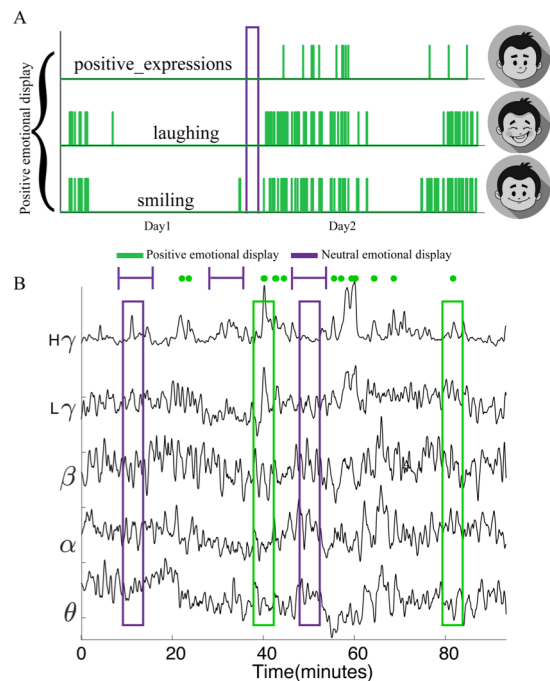 A
Positive emotional display
positive_expressions
laughing
smiling
Day1 Day2
Positive emotional display Neutral emotional display
B
Hγ
Lγ
β
α
θ
0 20 40 60 80
Time(minutes)